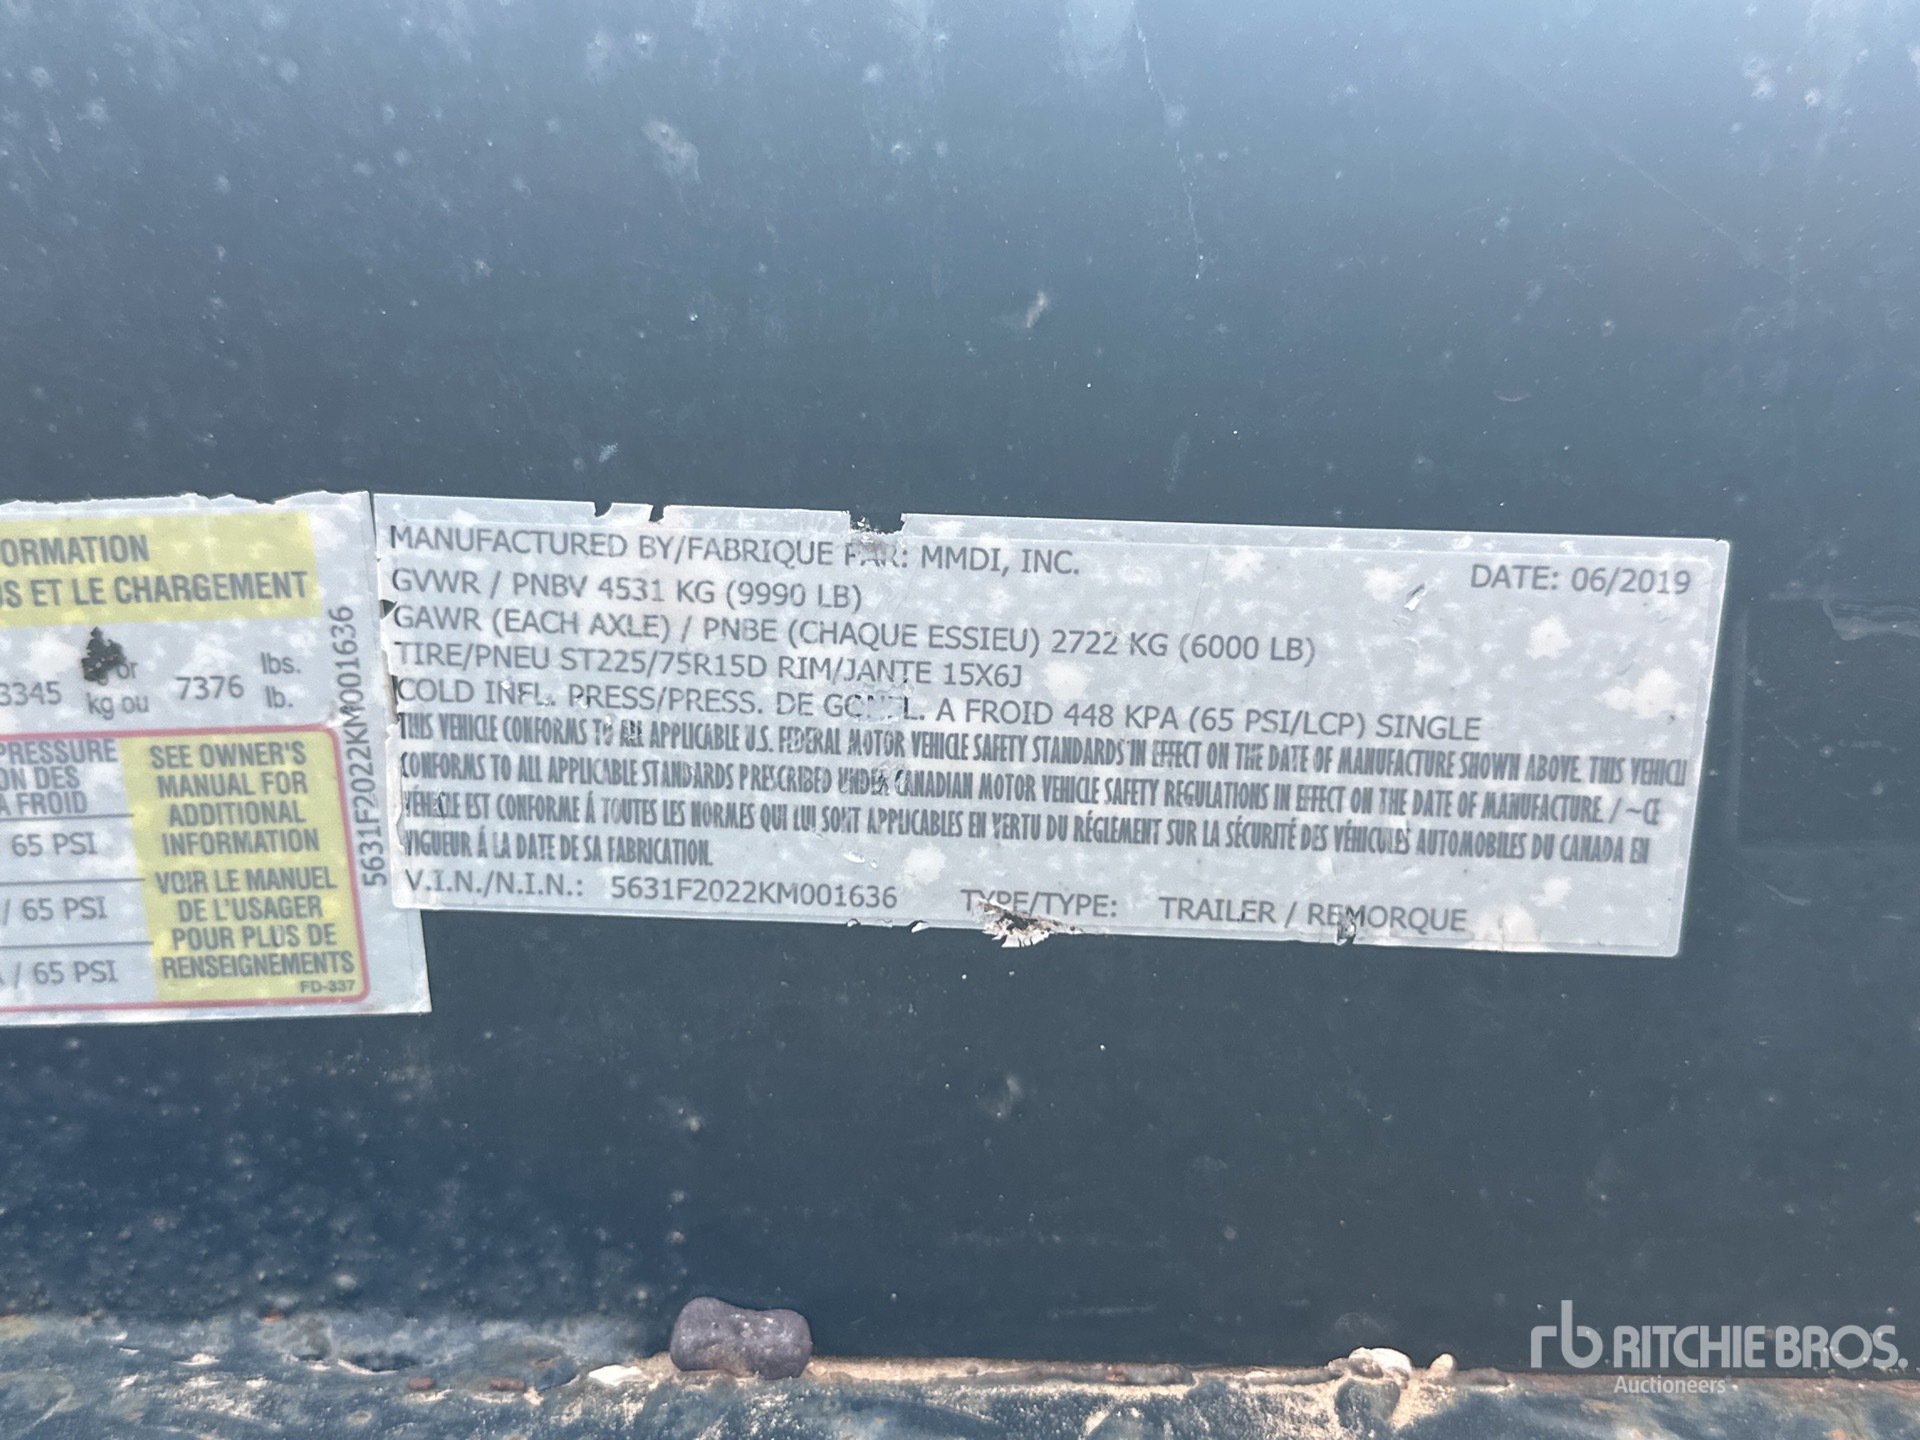 ORMATION
US ET LE CHARGEMENT
or
3345 kg ou 7376 lbs.
lb.
PRESSURE
ON DES
A FROID
65 PSI
/ 65 PSI
/ 65 PSI
SEE OWNER'S
MANUAL FOR
ADDITIONAL
INFORMATION
VOIR LE MANUEL
DE L'USAGER
POUR PLUS DE
RENSEIGNEMENTS
FD-337
5631F2022KM001636
MANUFACTURED BY/FABRIQUE PAR: MMDI, INC.
DATE: 06/2019
GVWR / PNBV 4531 KG (9990 LB)
GAWR (EACH AXLE) / PNBE (CHAQUE ESSIEU) 2722 KG (6000 LB)
TIRE/PNEU ST225/75R15D RIM/JANTE 15X6J
COLD INFL. PRESS/PRESS. DE GONFL. A FROID 448 KPA (65 PSI/LCP) SINGLE
THIS VEHICLE CONFORMS TO ALL APPLICABLE U.S. FEDERAL MOTOR VEHICLE SAFETY STANDARDS IN EFFECT ON THE DATE OF MANUFACTURE SHOWN ABOVE. THIS VEHICLE
CONFORMS TO ALL APPLICABLE STANDARDS PRESCRIBED UNDER CANADIAN MOTOR VEHICLE SAFETY REGULATIONS IN EFFECT ON THE DATE OF MANUFACTURE. / ~CE
VÉHICLE EST CONFORME Á TOUTES LES NORMES QUI LUI SONT APPLICABLES EN VERTU DU RÉGLEMENT SUR LA SÉCURITÉ DES VÉHICULES AUTOMOBILES DU CANADA EN
VIGUEUR Á LA DATE DE SA FABRICATION.
V.I.N./N.I.N.: 5631F2022KM001636 TYPE/TYPE: TRAILER / REMORQUE
rb RITCHIE BROS.
Auctioneers